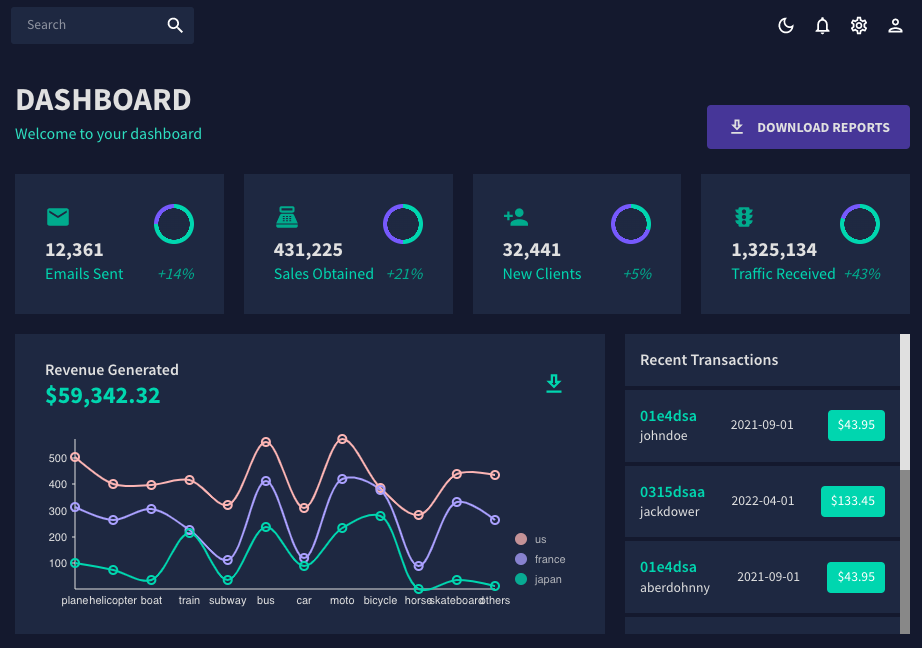 Search
DASHBOARD
Welcome to your dashboard
DOWNLOAD REPORTS
12,361
Emails Sent +14%
431,225
Sales Obtained +21%
32,441
New Clients +5%
1,325,134
Traffic Received +43%
Revenue Generated
$59,342.32
500
400
300
200
100
plane helicopter boat train subway bus car moto bicycle horse skateboard others
us
france
japan
Recent Transactions
01e4dsa
johndoe
2021-09-01
$43.95
0315dsaa
jackdower
2022-04-01
$133.45
01e4dsa
aberdohnny
2021-09-01
$43.95